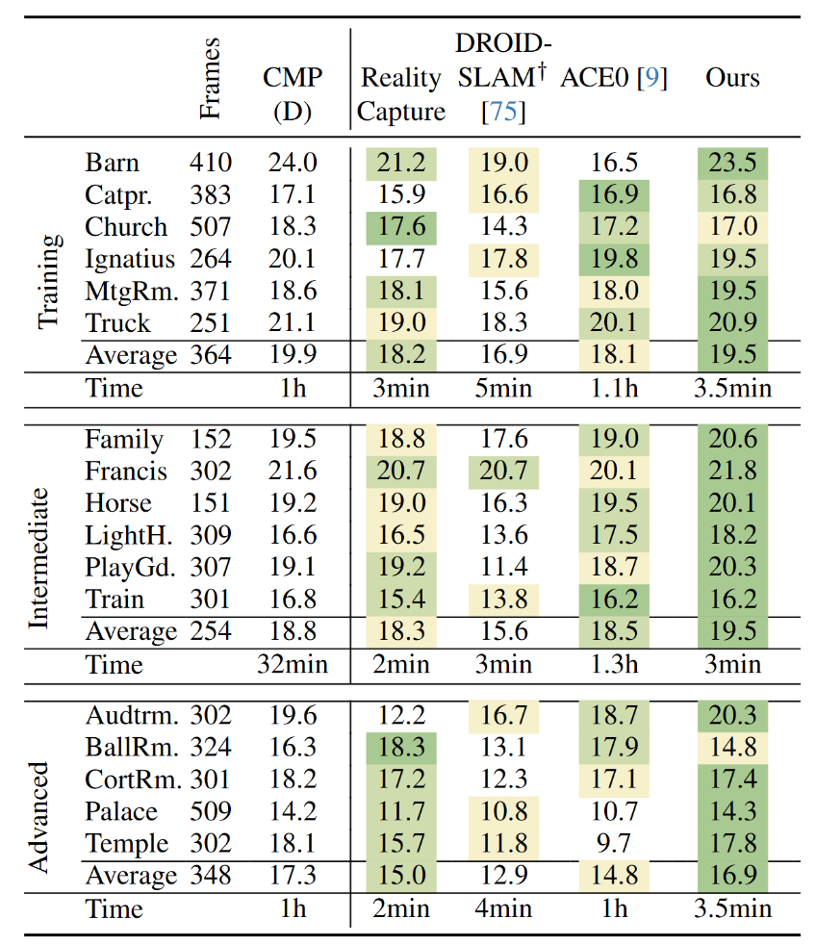 Frames CMP (D) Reality Capture DROID-SLAM† [75] ACE0 [9] Ours
Training
Barn 410 24.0 21.2 19.0 16.5 23.5
Catpr. 383 17.1 15.9 16.6 16.9 16.8
Church 507 18.3 17.6 14.3 17.2 17.0
Ignatius 264 20.1 17.7 17.8 19.8 19.5
MtgRm. 371 18.6 18.1 15.6 18.0 19.5
Truck 251 21.1 19.0 18.3 20.1 20.9
Average 364 19.9 18.2 16.9 18.1 19.5
Time 1h 3min 5min 1.1h 3.5min
Intermediate
Family 152 19.5 18.8 17.6 19.0 20.6
Francis 302 21.6 20.7 20.7 20.1 21.8
Horse 151 19.2 19.0 16.3 19.5 20.1
LightH. 309 16.6 16.5 13.6 17.5 18.2
PlayGd. 307 19.1 19.2 11.4 18.7 20.3
Train 301 16.8 15.4 13.8 16.2 16.2
Average 254 18.8 18.3 15.6 18.5 19.5
Time 32min 2min 3min 1.3h 3min
Advanced
Audtrm. 302 19.6 12.2 16.7 18.7 20.3
BallRm. 324 16.3 18.3 13.1 17.9 14.8
CortRm. 301 18.2 17.2 12.3 17.1 17.4
Palace 509 14.2 11.7 10.8 10.7 14.3
Temple 302 18.1 15.7 11.8 9.7 17.8
Average 348 17.3 15.0 12.9 14.8 16.9
Time 1h 2min 4min 1h 3.5min